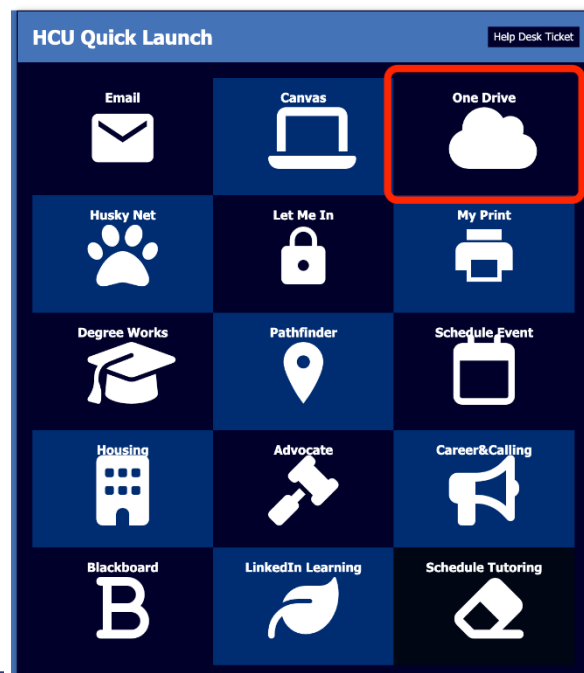 HCU Quick Launch
Help Desk Ticket
Email
Canvas
One Drive
Husky Net
Let Me In
My Print
Degree Works
Pathfinder
Schedule Event
Housing
Advocate
Career&Calling
Blackboard
B
LinkedIn Learning
Schedule Tutoring